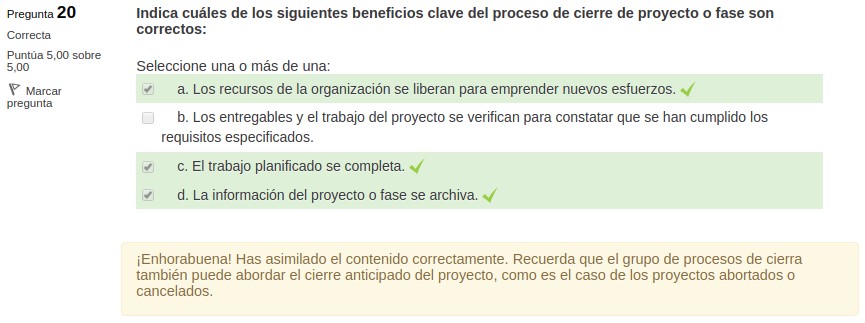 Pregunta 20
Correcta
Puntúa 5,00 sobre
5,00
Marcar
pregunta
Indica cuáles de los siguientes beneficios clave del proceso de cierre de proyecto o fase son
correctos:
Seleccione una o más de una:
a. Los recursos de la organización se liberan para emprender nuevos esfuerzos.
b. Los entregables y el trabajo del proyecto se verifican para constatar que se han cumplido los
requisitos especificados.
c. El trabajo planificado se completa.
d. La información del proyecto o fase se archiva.
¡Enhorabuena! Has asimilado el contenido correctamente. Recuerda que el grupo de procesos de cierra
también puede abordar el cierre anticipado del proyecto, como es el caso de los proyectos abortados o
cancelados.